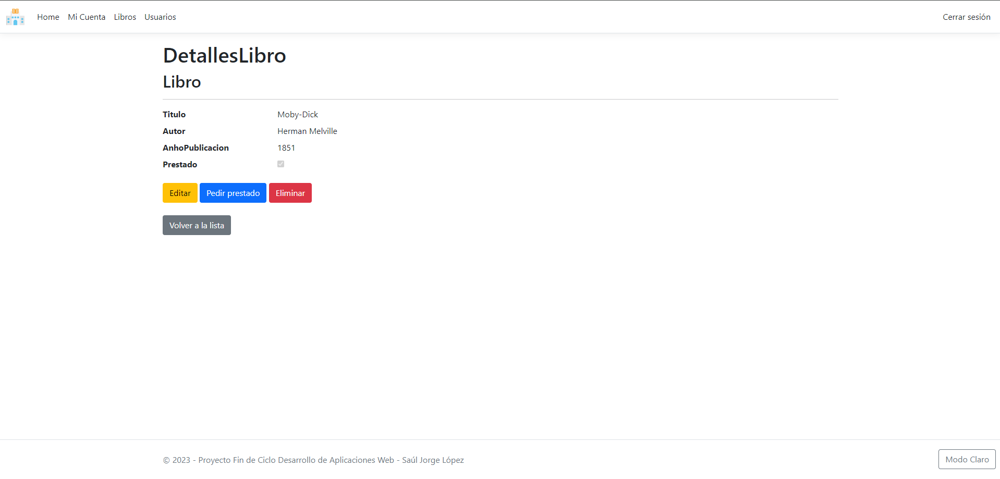 Home Mi Cuenta Libros Usuarios Cerrar sesión
DetallesLibro
Libro
Titulo Moby-Dick
Autor Herman Melville
AnhoPublicacion 1851
Prestado
Editar Pedir prestado Eliminar
Volver a la lista
© 2023 - Proyecto Fin de Ciclo Desarrollo de Aplicaciones Web - Saúl Jorge López Modo Claro